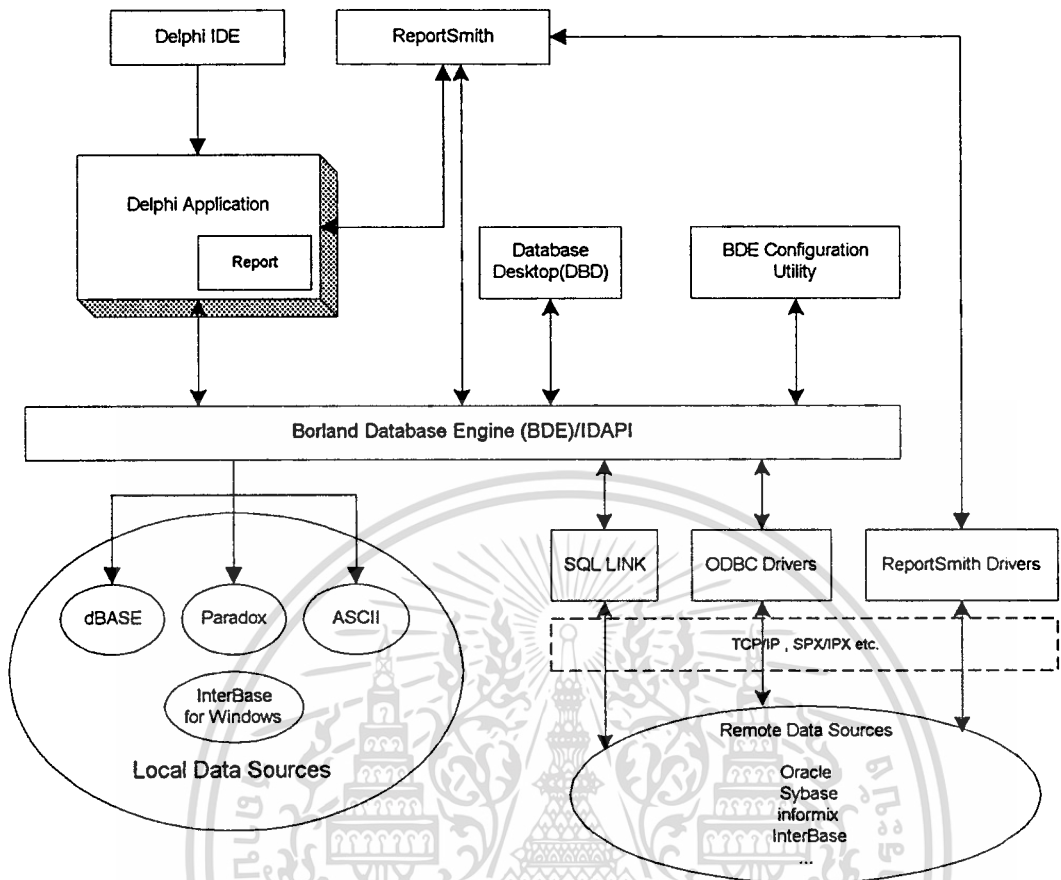 Delphi IDE
ReportSmith
Delphi Application
Report
Database
Desktop(DBD)
BDE Configuration
Utility
Borland Database Engine (BDE)/IDAPI
SQL LINK
ODBC Drivers
ReportSmith Drivers
dBASE
Paradox
ASCII
TCP/IP , SPX/IPX etc.
InterBase
for Windows
Local Data Sources
Remote Data Sources
Oracle
Sybase
informix
InterBase
...